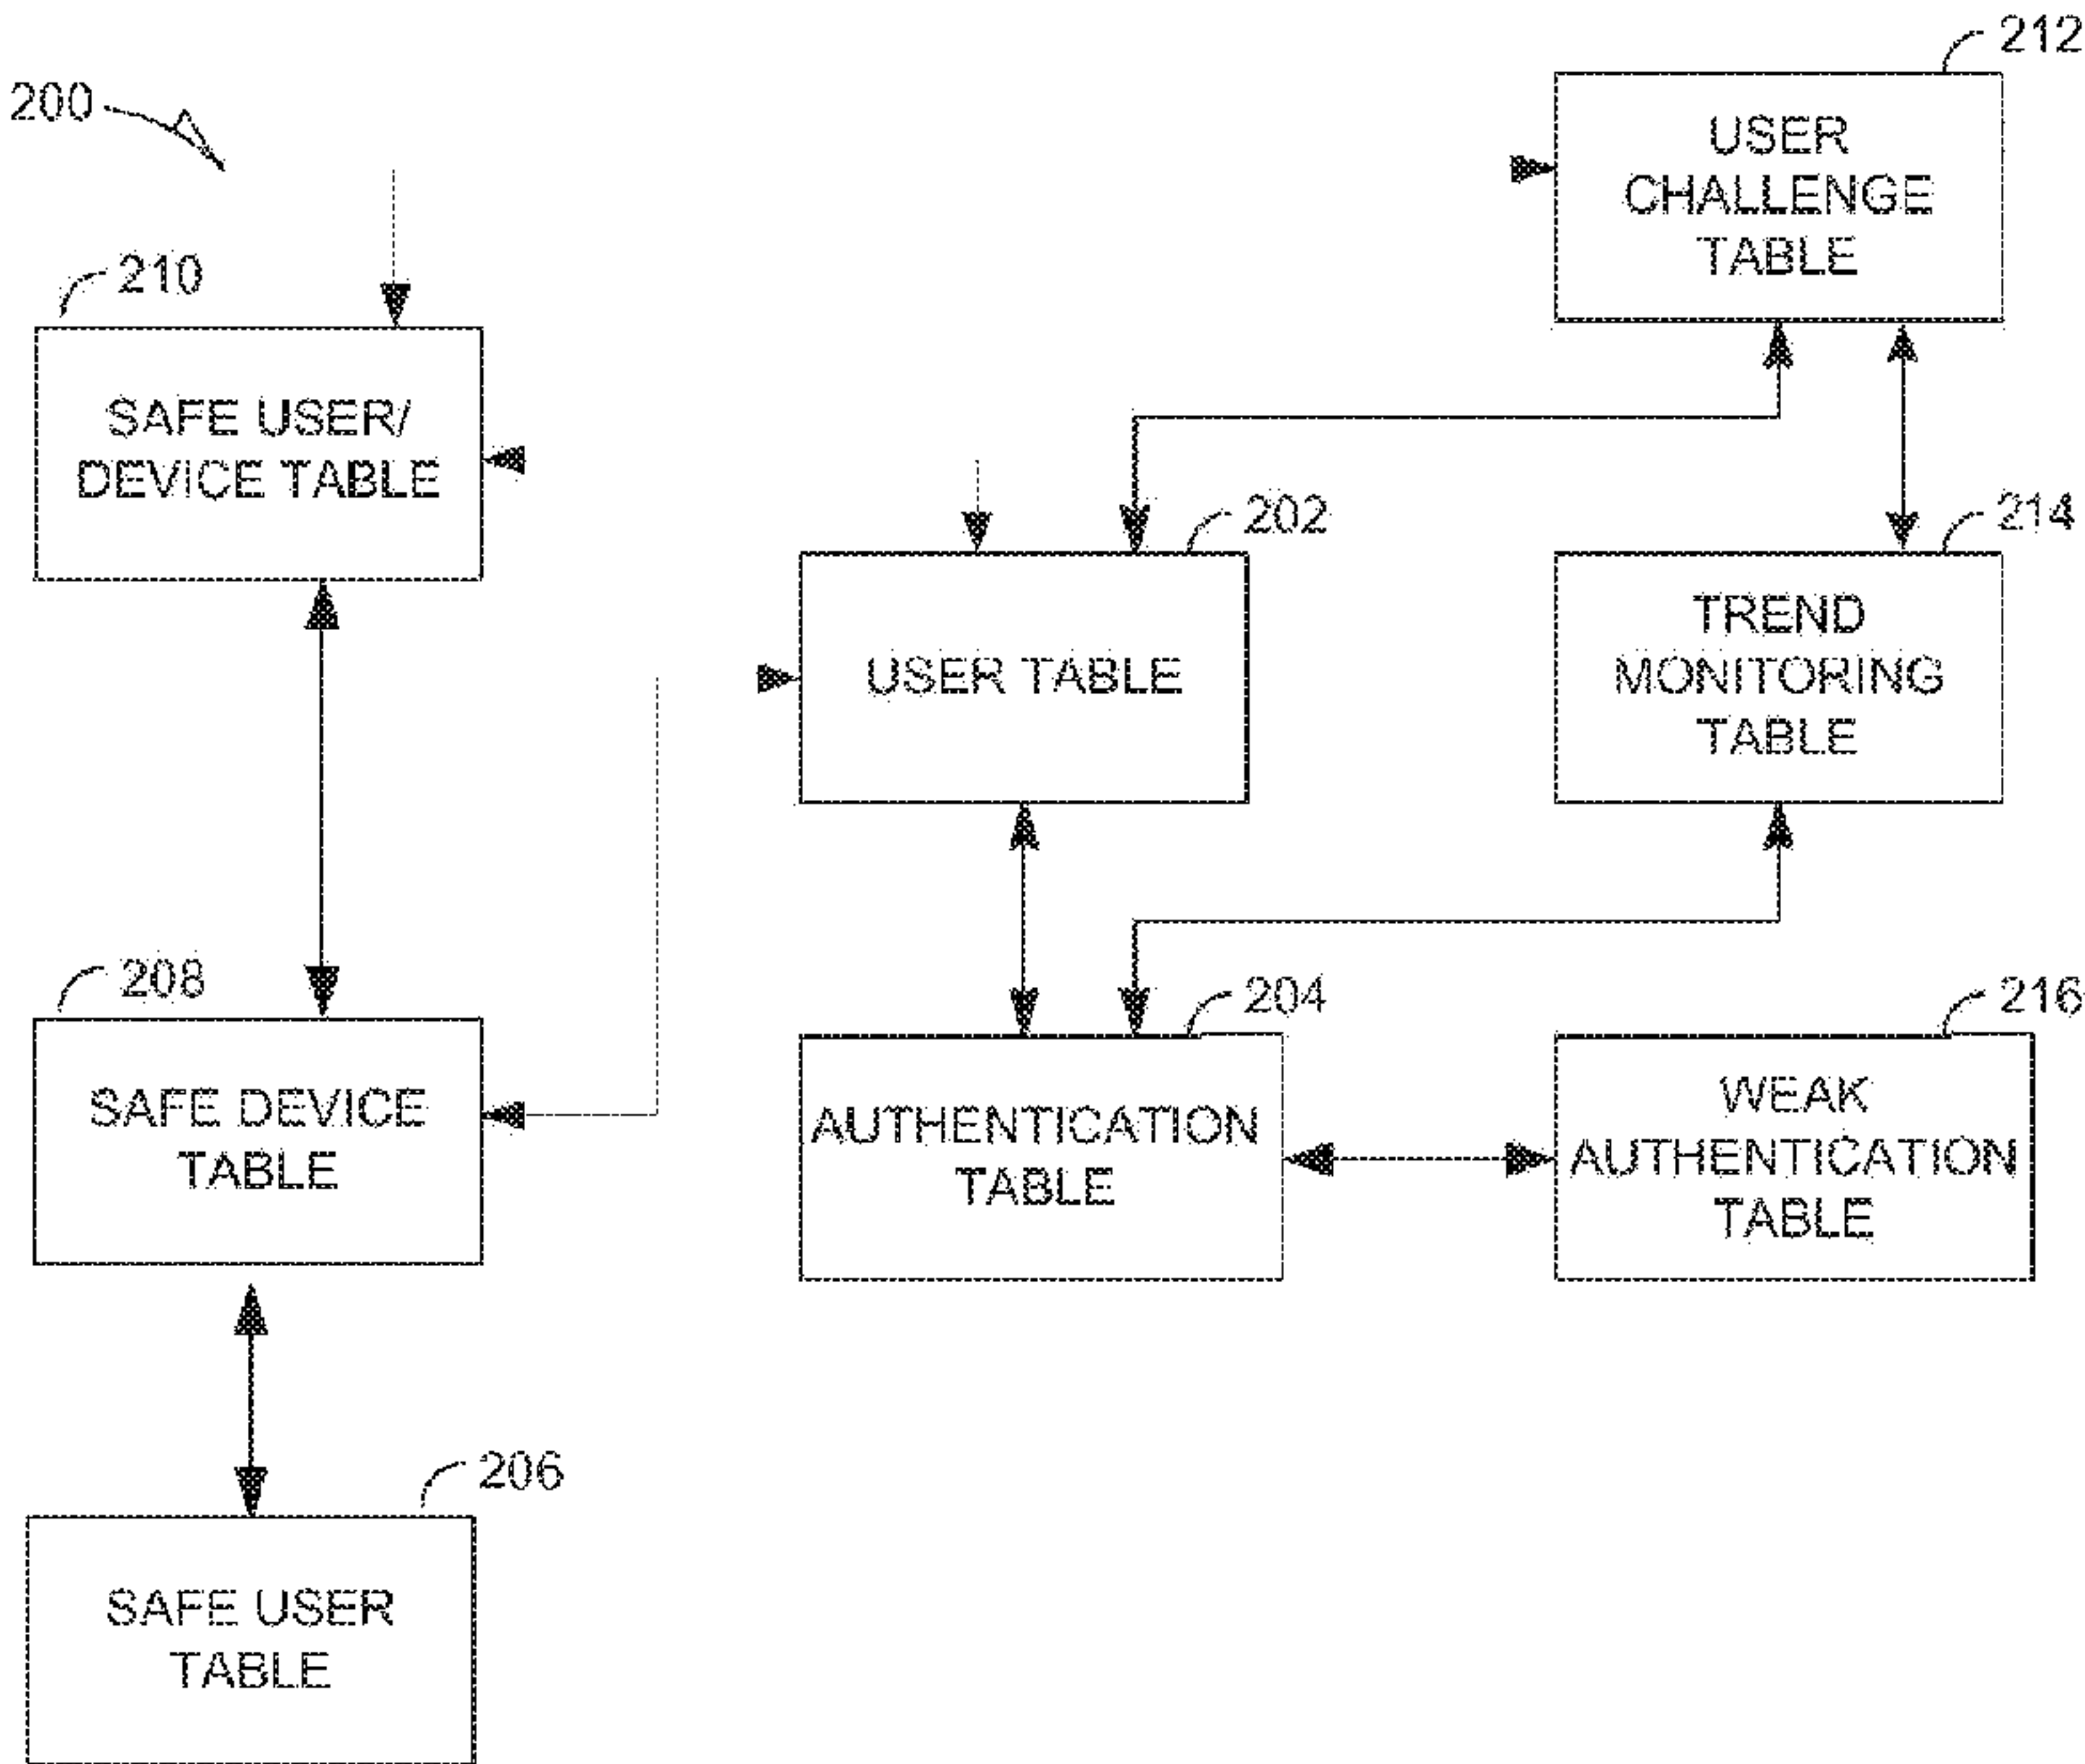 212
200
USER
CHALLENGE
TABLE
210
SAFE USER/
DEVICE TABLE
202
214
USER TABLE
TREND
MONITORING
TABLE
208
204
216
SAFE DEVICE
TABLE
AUTHENTICATION
TABLE
WEAK
AUTHENTICATION
TABLE
206
SAFE USER
TABLE